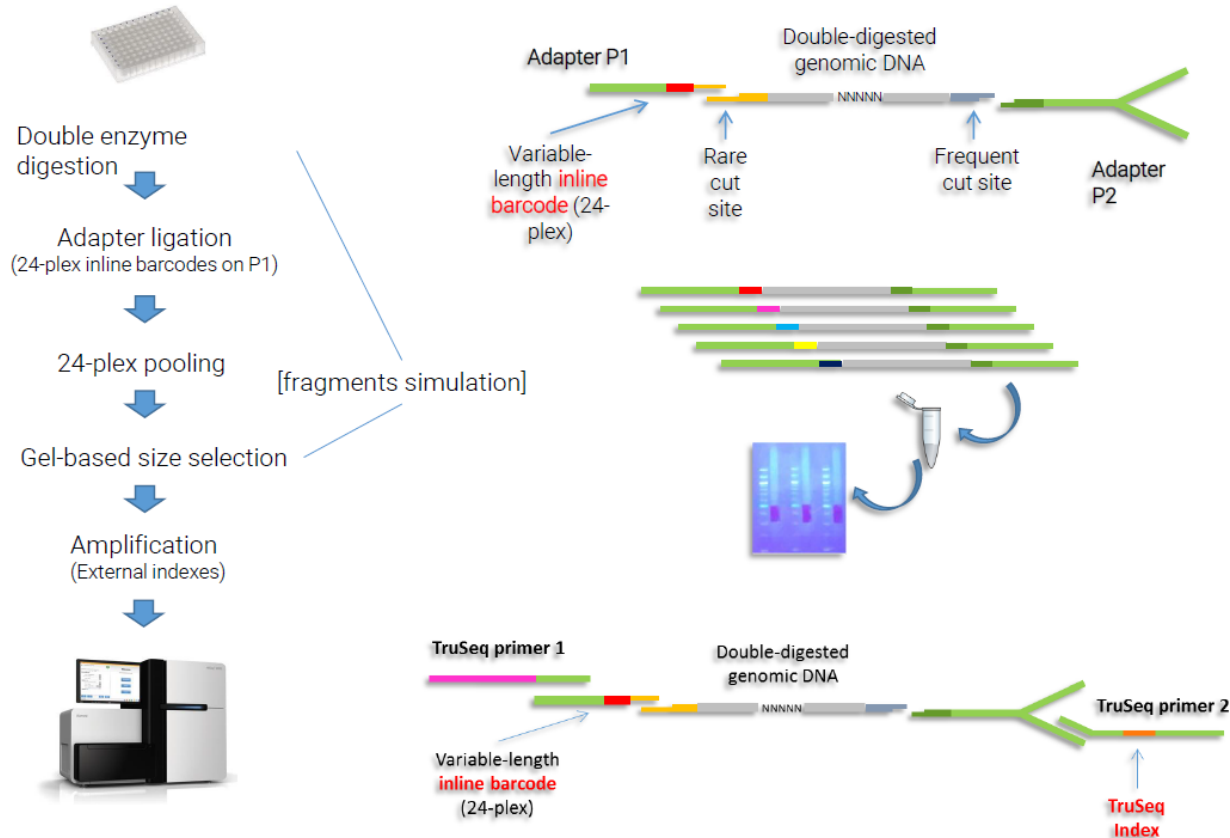 Double enzyme
digestion
Adapter ligation
(24-plex inline barcodes on P1)
24-plex pooling
[fragments simulation]
Gel-based size selection
Amplification
(External indexes)
Adapter P1
Double-digested
genomic DNA
NNNNN
Variable-
length inline
barcode (24-
plex)
Rare
cut
site
Frequent
cut site
Adapter
P2
TruSeq primer 1
Double-digested
genomic DNA
NNNNN
TruSeq primer 2
Variable-length
inline barcode
(24-plex)
TruSeq
Index